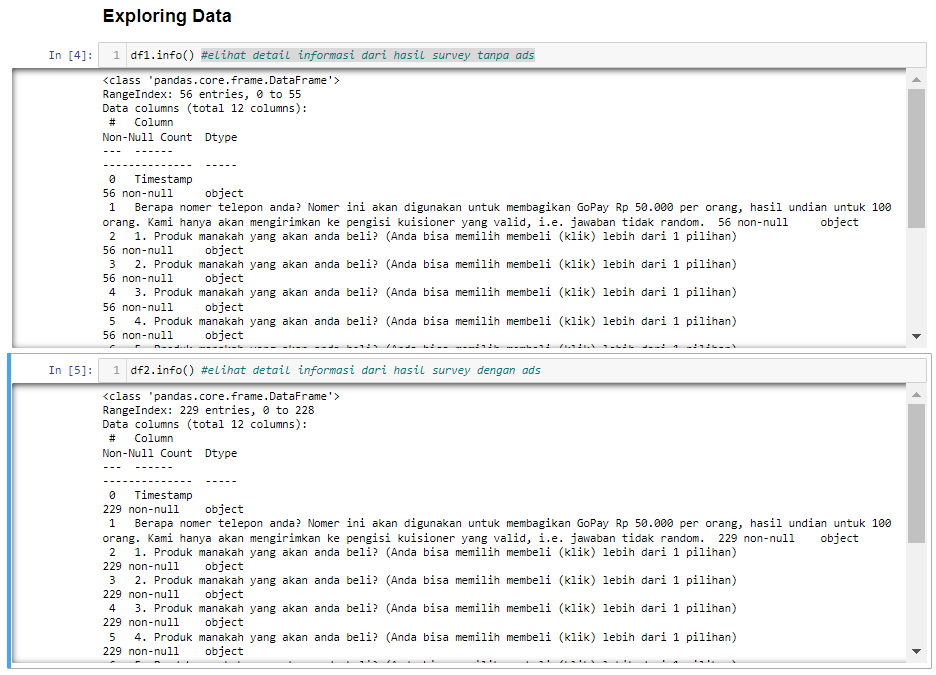 Exploring Data
In [4]: 1 df1.info() #elihat detail informasi dari hasil survey tanpa ads
<class 'pandas.core.frame.DataFrame'>
RangeIndex: 56 entries, 0 to 55
Data columns (total 12 columns):
 #   Column
Non-Null Count  Dtype
---  ------
--------------  -----
 0   Timestamp
56 non-null     object
 1   Berapa nomer telepon anda? Nomer ini akan digunakan untuk membagikan GoPay Rp 50.000 per orang, hasil undian untuk 100
orang. Kami hanya akan mengirimkan ke pengisi kuisioner yang valid, i.e. jawaban tidak random.  56 non-null     object
 2   1. Produk manakah yang akan anda beli? (Anda bisa memilih membeli (klik) lebih dari 1 pilihan)
56 non-null     object
 3   2. Produk manakah yang akan anda beli? (Anda bisa memilih membeli (klik) lebih dari 1 pilihan)
56 non-null     object
 4   3. Produk manakah yang akan anda beli? (Anda bisa memilih membeli (klik) lebih dari 1 pilihan)
56 non-null     object
 5   4. Produk manakah yang akan anda beli? (Anda bisa memilih membeli (klik) lebih dari 1 pilihan)
56 non-null     object
In [5]: 1 df2.info() #elihat detail informasi dari hasil survey dengan ads
<class 'pandas.core.frame.DataFrame'>
RangeIndex: 229 entries, 0 to 228
Data columns (total 12 columns):
 #   Column
Non-Null Count  Dtype
---  ------
--------------  -----
 0   Timestamp
229 non-null    object
 1   Berapa nomer telepon anda? Nomer ini akan digunakan untuk membagikan GoPay Rp 50.000 per orang, hasil undian untuk 100
orang. Kami hanya akan mengirimkan ke pengisi kuisioner yang valid, i.e. jawaban tidak random.  229 non-null    object
 2   1. Produk manakah yang akan anda beli? (Anda bisa memilih membeli (klik) lebih dari 1 pilihan)
229 non-null    object
 3   2. Produk manakah yang akan anda beli? (Anda bisa memilih membeli (klik) lebih dari 1 pilihan)
229 non-null    object
 4   3. Produk manakah yang akan anda beli? (Anda bisa memilih membeli (klik) lebih dari 1 pilihan)
229 non-null    object
 5   4. Produk manakah yang akan anda beli? (Anda bisa memilih membeli (klik) lebih dari 1 pilihan)
229 non-null    object